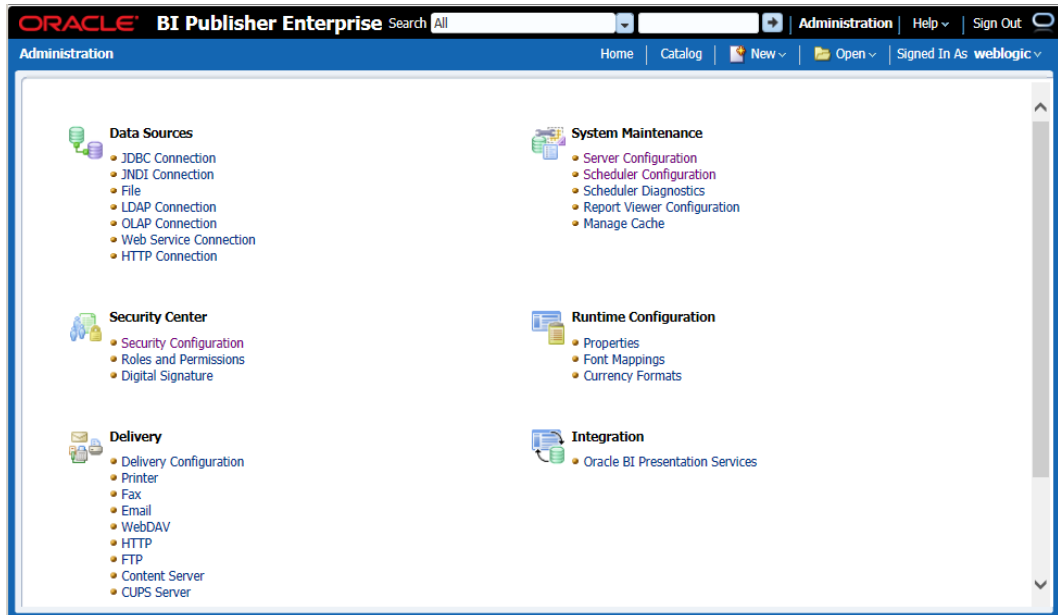 ORACLE BI Publisher Enterprise Search All Administration Help Sign Out
Administration Home Catalog New Open Signed In As weblogic
Data Sources
JDBC Connection
JNDI Connection
File
LDAP Connection
OLAP Connection
Web Service Connection
HTTP Connection
System Maintenance
Server Configuration
Scheduler Configuration
Scheduler Diagnostics
Report Viewer Configuration
Manage Cache
Security Center
Security Configuration
Roles and Permissions
Digital Signature
Runtime Configuration
Properties
Font Mappings
Currency Formats
Delivery
Delivery Configuration
Printer
Fax
Email
WebDAV
HTTP
FTP
Content Server
CUPS Server
Integration
Oracle BI Presentation Services